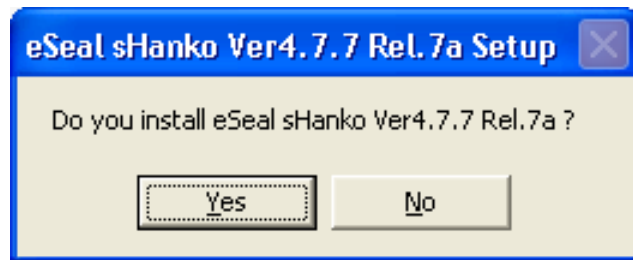 eSeal sHanko Ver4.7.7 Rel.7a Setup
Do you install eSeal sHanko Ver4.7.7 Rel.7a ?
Yes No